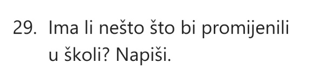 29. Ima li nešto što bi promijenili
u školi? Napiši.